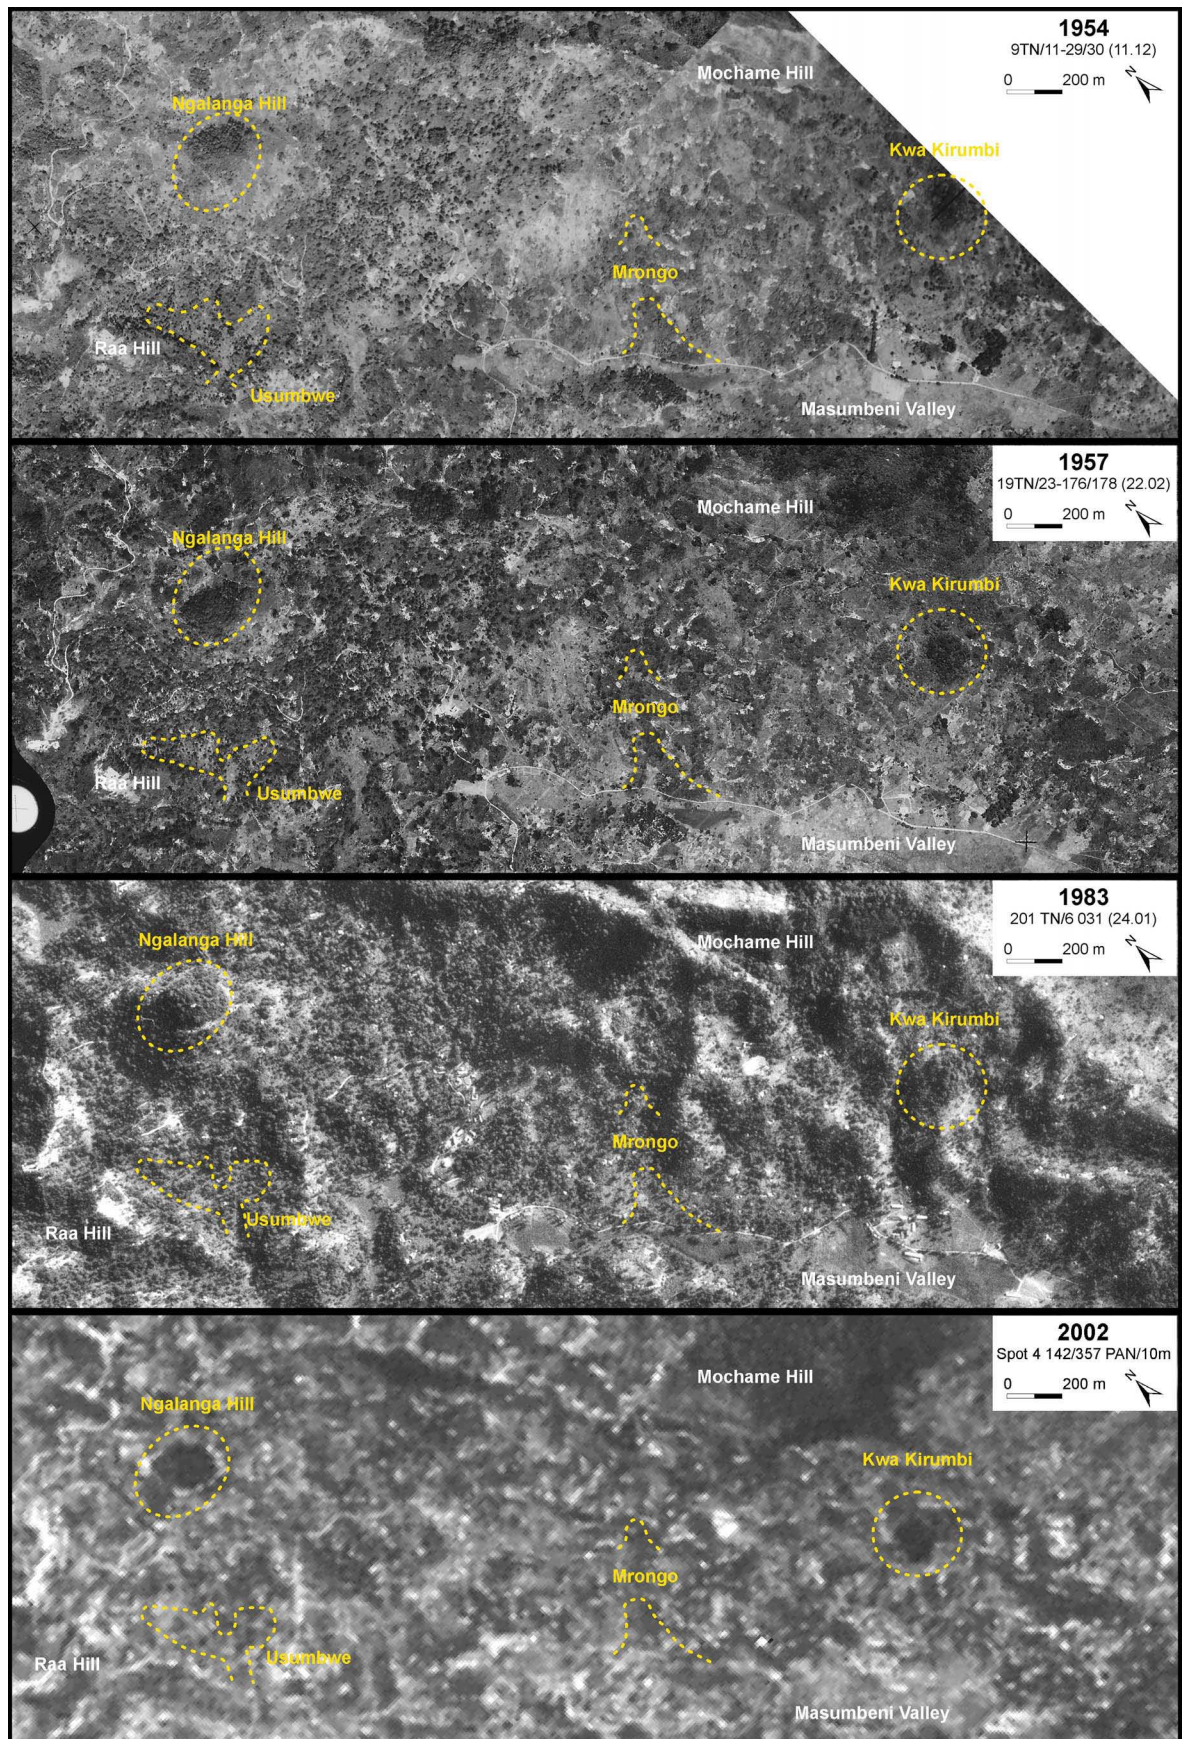 1954
9TN/11-29/30 (11.12)
0 200 m
N
Mochame Hill
Ngalanga Hill
Kwa Kirumbi
Mrongo
Raa Hill
Usumbwe
Masumbeni Valley
1957
19TN/23-176/178 (22.02)
0 200 m
N
Mochame Hill
Ngalanga Hill
Kwa Kirumbi
Mrongo
Raa Hill
Usumbwe
Masumbeni Valley
1983
201 TN/6 031 (24.01)
0 200 m
N
Ngalanga Hill
Mochame Hill
Kwa Kirumbi
Mrongo
Usumbwe
Raa Hill
Masumbeni Valley
2002
Spot 4 142/357 PAN/10m
0 200 m
N
Mochame Hill
Ngalanga Hill
Kwa Kirumbi
Mrongo
Usumbwe
Raa Hill
Masumbeni Valley